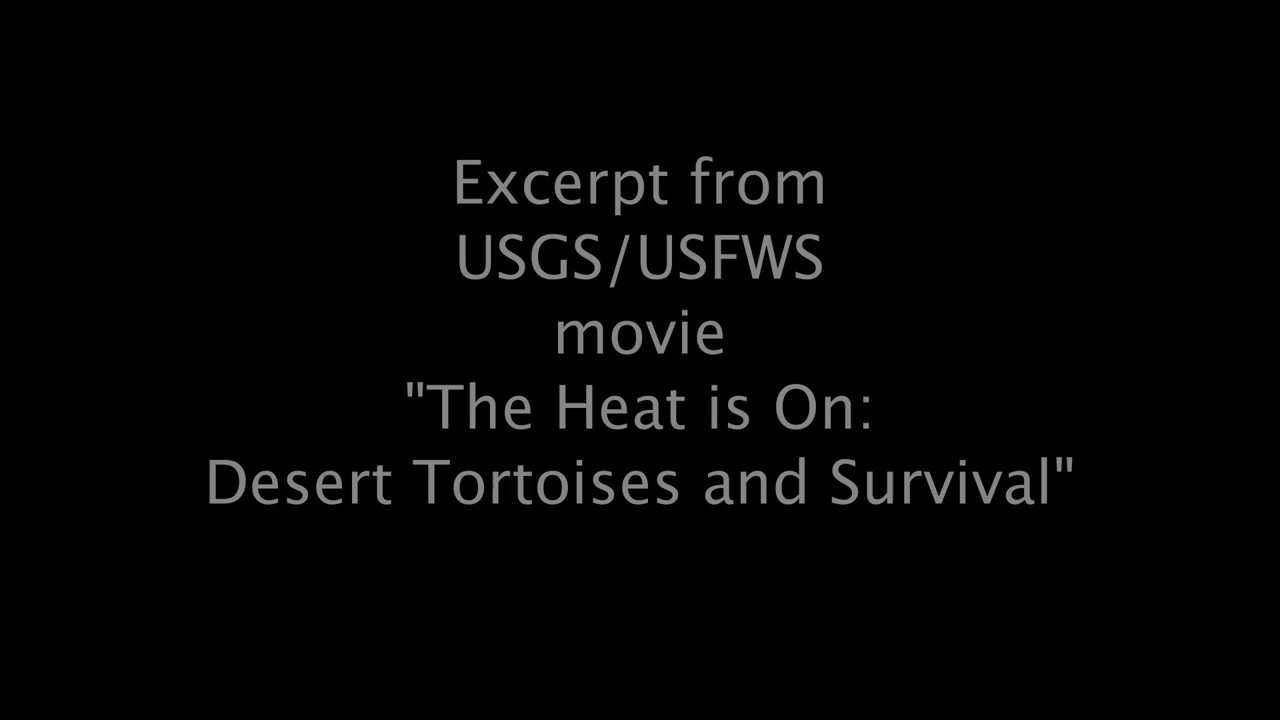 Excerpt from
USGS/USFWS
movie
"The Heat is On:
Desert Tortoises and Survival"